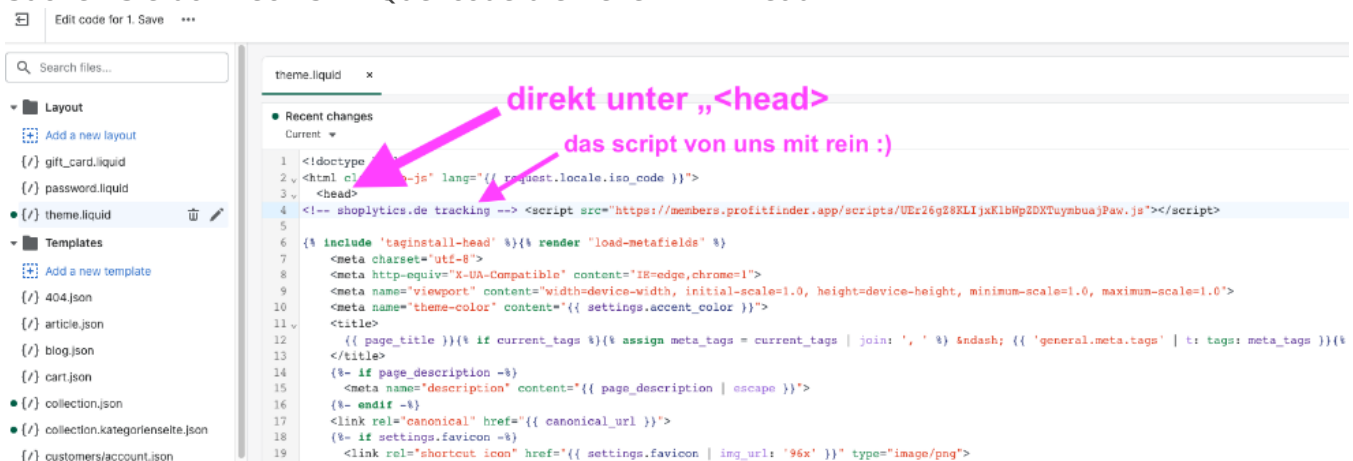 Edit code for 1. Save
Search files...
Layout
Add a new layout
{/} gift_card.liquid
{/} password.liquid
{/} theme.liquid
Templates
Add a new template
{/} 404.json
{/} article.json
{/} blog.json
{/} cart.json
{/} collection.json
{/} collection.kategorienseite.json
{/} customers/account.json
theme.liquid ×
direkt unter „<head>
Recent changes
Current
das script von uns mit rein :)
1 <!doctype
2 <html lang="{{ request.locale.iso_code }}">
3 <head>
4 <!-- shoplytics.de tracking --> <script src="https://members.profitfinder.app/scripts/UEr26gZ8KLIjxKlbWpZDXTuymbuajPaw.js"></script>
5
6 {% include 'taginstall-head' %}{% render "load-metafields" %}
7 <meta charset="utf-8">
8 <meta http-equiv="X-UA-Compatible" content="IE=edge,chrome=1">
9 <meta name="viewport" content="width=device-width, initial-scale=1.0, height=device-height, minimum-scale=1.0, maximum-scale=1.0">
10 <meta name="theme-color" content="{{ settings.accent_color }}">
11 <title>
12 {{ page_title }}{% if current_tags %}{% assign meta_tags = current_tags | join: ', ' %} &ndash; {{ 'general.meta.tags' | t: tags: meta_tags }}{%
13 </title>
14 {%- if page_description -%}
15 <meta name="description" content="{{ page_description | escape }}">
16 {%- endif -%}
17 <link rel="canonical" href="{{ canonical_url }}">
18 {%- if settings.favicon -%}
19 <link rel="shortcut icon" href="{{ settings.favicon | img_url: '96x' }}" type="image/png">